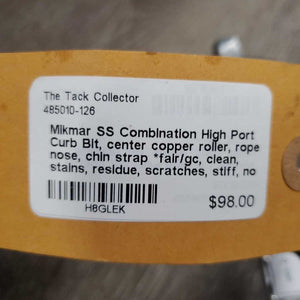 The Tack Collector
485010-126
Mikmar SS Combination High Port
Curb Bit, center copper roller, rope
nose, chin strap *fair/gc, clean,
stains, residue, scratches, stiff, no
H8GLEK
$98.00